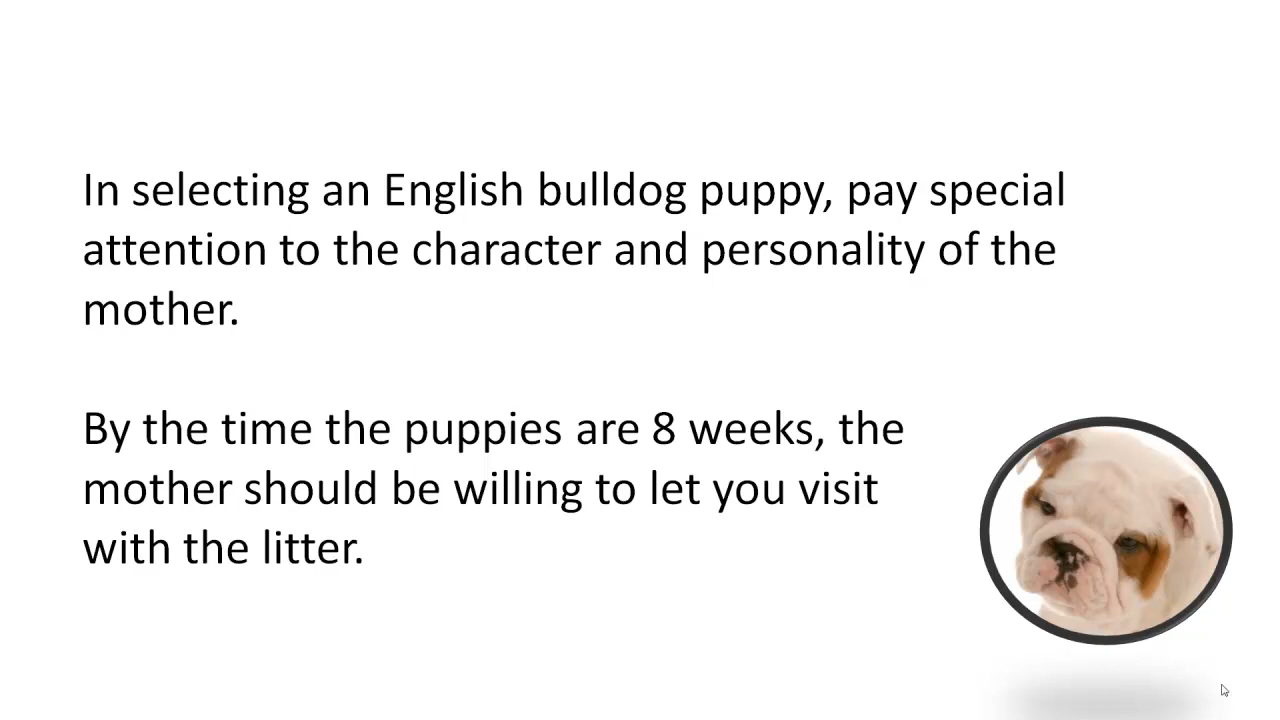 In selecting an English bulldog puppy, pay special
attention to the character and personality of the
mother.
By the time the puppies are 8 weeks, the
mother should be willing to let you visit
with the litter.